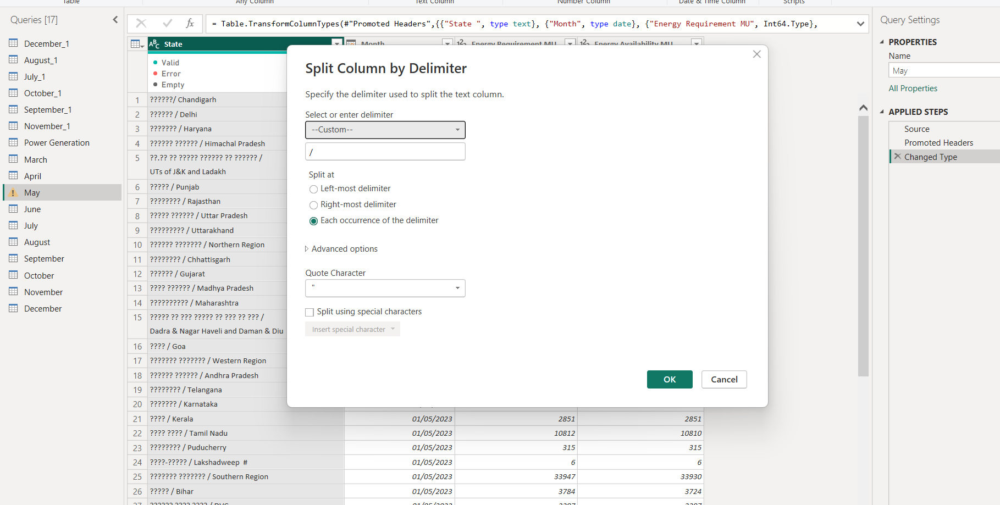 Table
Any Column
Text Column
Number Column
Date & Time Column
Scripts
Queries [17]
December_1
August_1
July_1
October_1
September_1
November_1
Power Generation
March
April
May
June
July
August
September
October
November
December
fx
= Table.TransformColumnTypes(#"Promoted Headers",{{"State ", type text}, {"Month", type date}, {"Energy Requirement MU", Int64.Type},
ABC State
Month
123 Energy Requirement MU
123 Energy Availability MU
Valid
Error
Empty
1 ??????/ Chandigarh
2 ?????? / Delhi
3 ??????? / Haryana
4 ?????? ?????? / Himachal Pradesh
5 ??.?? ?? ????? ?????? ?? ?????? /
UTs of J&K and Ladakh
6 ????? / Punjab
7 ???????? / Rajasthan
8 ????? ?????? / Uttar Pradesh
9 ????????? / Uttarakhand
10 ?????? ??????? / Northern Region
11 ???????? / Chhattisgarh
12 ?????? / Gujarat
13 ???? ?????? / Madhya Pradesh
14 ?????????? / Maharashtra
15 ????? ?? ??? ????? ?? ??? ?? ??? /
Dadra & Nagar Haveli and Daman & Diu
16 ???? / Goa
17 ??????? ??????? / Western Region
18 ?????? ?????? / Andhra Pradesh
19 ???????? / Telangana
20 ??????? / Karnataka
21 ???? / Kerala 01/05/2023 2851 2851
22 ???? ???? / Tamil Nadu 01/05/2023 10812 10810
23 ???????? / Puducherry 01/05/2023 315 315
24 ????-????? / Lakshadweep # 01/05/2023 6 6
25 ??????? ??????? / Southern Region 01/05/2023 33947 33930
26 ????? / Bihar 01/05/2023 3784 3724
Split Column by Delimiter
Specify the delimiter used to split the text column.
Select or enter delimiter
--Custom--
/
Split at
Left-most delimiter
Right-most delimiter
Each occurrence of the delimiter
Advanced options
Quote Character
"
Split using special characters
Insert special character
OK
Cancel
Query Settings
PROPERTIES
Name
May
All Properties
APPLIED STEPS
Source
Promoted Headers
Changed Type